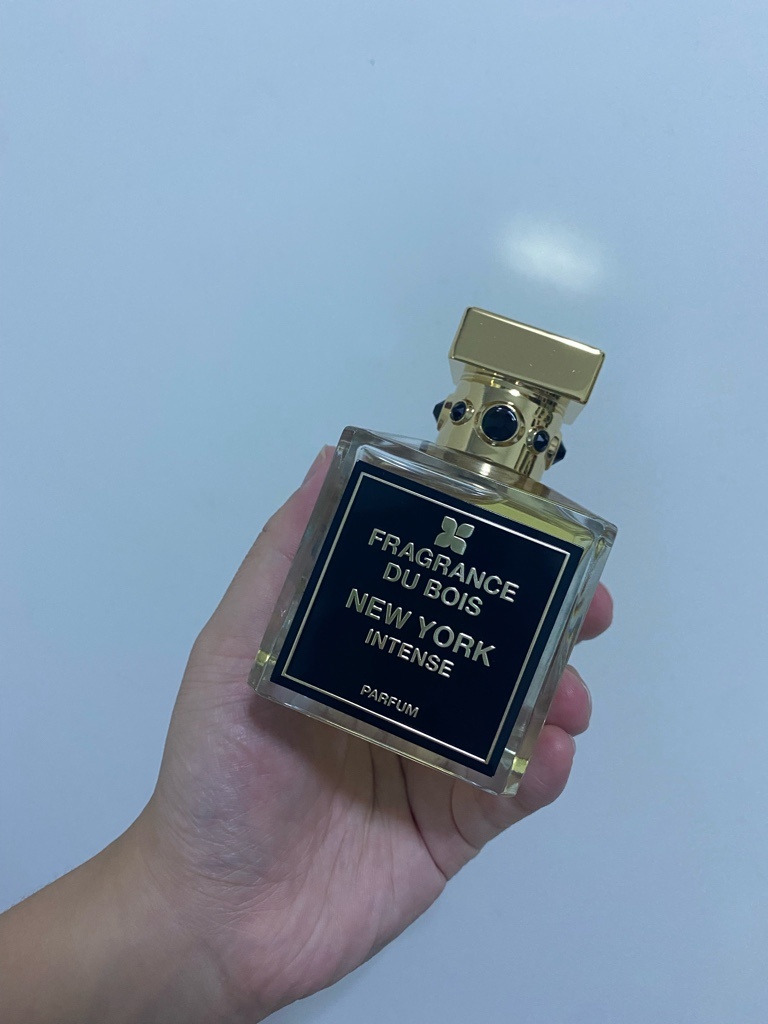 FRAGRANCE
DU BOIS
NEW YORK
INTENSE
PARFUM